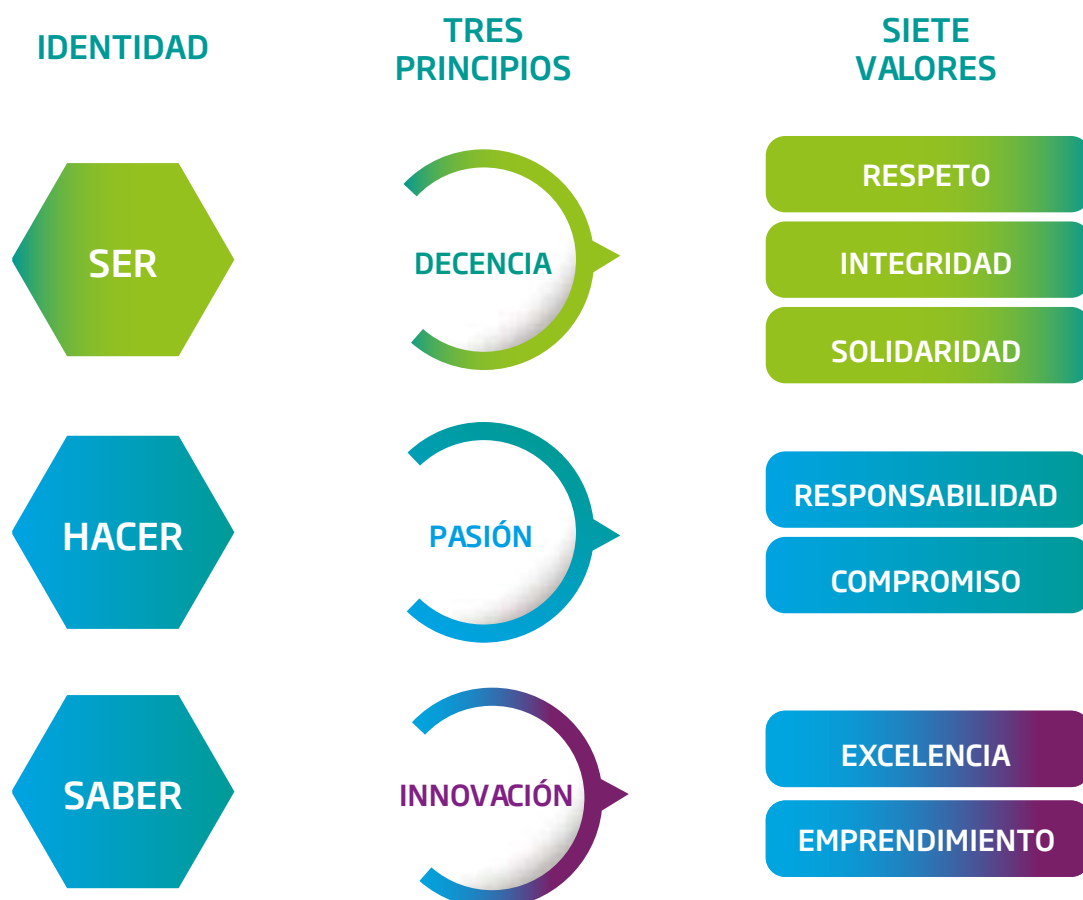 IDENTIDAD
TRES
PRINCIPIOS
SIETE
VALORES
SER
DECENCIA
RESPETO
INTEGRIDAD
SOLIDARIDAD
HACER
PASIÓN
RESPONSABILIDAD
COMPROMISO
SABER
INNOVACIÓN
EXCELENCIA
EMPRENDIMIENTO